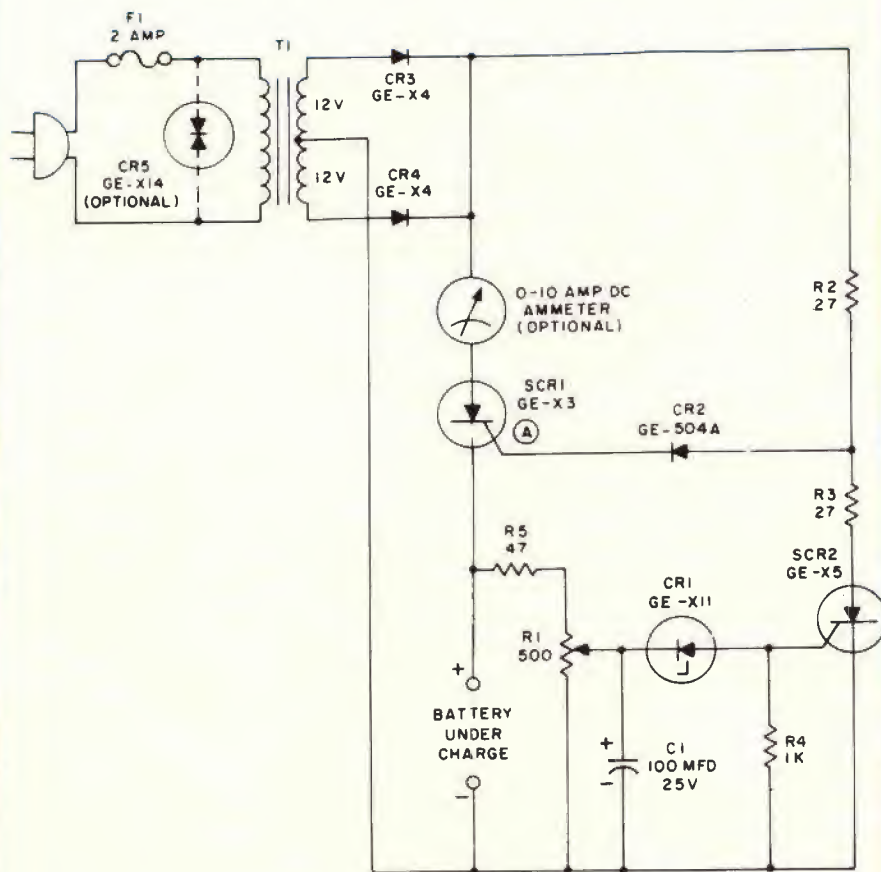 F1
2 AMP
T1
CR5
GE-X14
(OPTIONAL)
12V
12V
CR3
GE-X4
CR4
GE-X4
0-10 AMP DC
AMMETER
(OPTIONAL)
R2
27
SCR1
GE-X3
A
CR2
GE-504A
R3
27
SCR2
GE-X5
R5
47
CR1
GE-X11
R1
500
+
BATTERY
UNDER
CHARGE
-
+
-
C1
100 MFD
25V
R4
1K